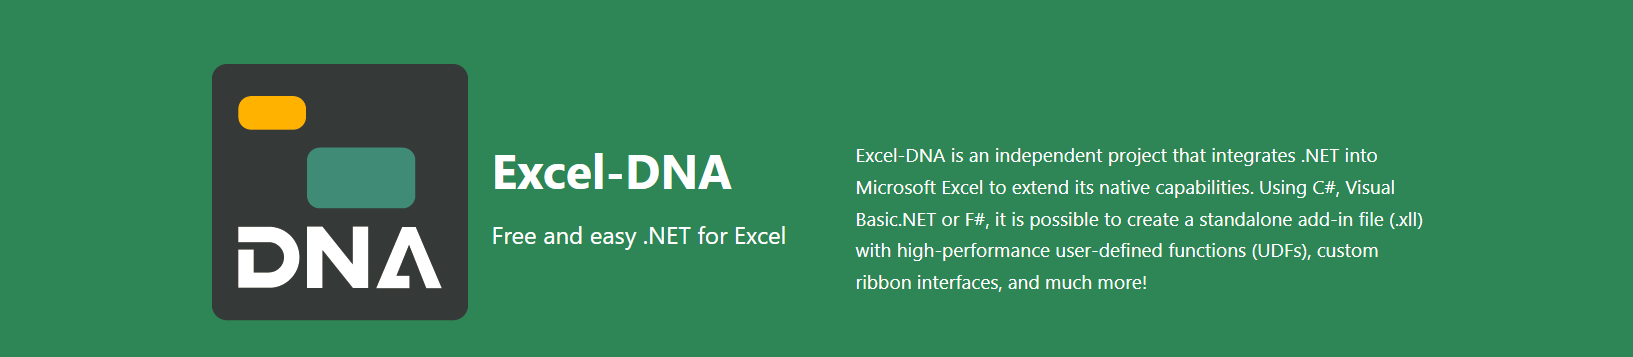 DNA
Excel-DNA
Free and easy .NET for Excel
Excel-DNA is an independent project that integrates .NET into
Microsoft Excel to extend its native capabilities. Using C#, Visual
Basic.NET or F#, it is possible to create a standalone add-in file (.xll)
with high-performance user-defined functions (UDFs), custom
ribbon interfaces, and much more!